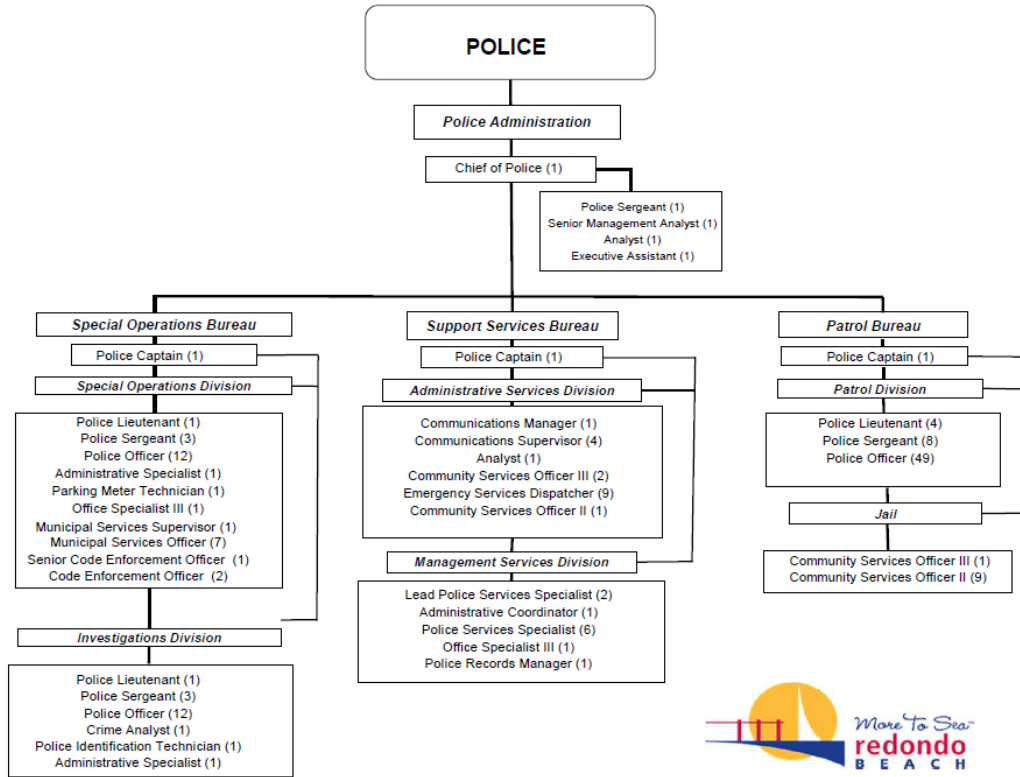 POLICE
Police Administration
Chief of Police (1)
Police Sergeant (1)
Senior Management Analyst (1)
Analyst (1)
Executive Assistant (1)
Special Operations Bureau
Police Captain (1)
Special Operations Division
Police Lieutenant (1)
Police Sergeant (3)
Police Officer (12)
Administrative Specialist (1)
Parking Meter Technician (1)
Office Specialist III (1)
Municipal Services Supervisor (1)
Municipal Services Officer (7)
Senior Code Enforcement Officer (1)
Code Enforcement Officer (2)
Investigations Division
Police Lieutenant (1)
Police Sergeant (3)
Police Officer (12)
Crime Analyst (1)
Police Identification Technician (1)
Administrative Specialist (1)
Support Services Bureau
Police Captain (1)
Administrative Services Division
Communications Manager (1)
Communications Supervisor (4)
Analyst (1)
Community Services Officer III (2)
Emergency Services Dispatcher (9)
Community Services Officer II (1)
Management Services Division
Lead Police Services Specialist (2)
Administrative Coordinator (1)
Police Services Specialist (6)
Office Specialist III (1)
Police Records Manager (1)
Patrol Bureau
Police Captain (1)
Patrol Division
Police Lieutenant (4)
Police Sergeant (8)
Police Officer (49)
Jail
Community Services Officer III (1)
Community Services Officer II (9)
More To Sea™
redondo
BEACH